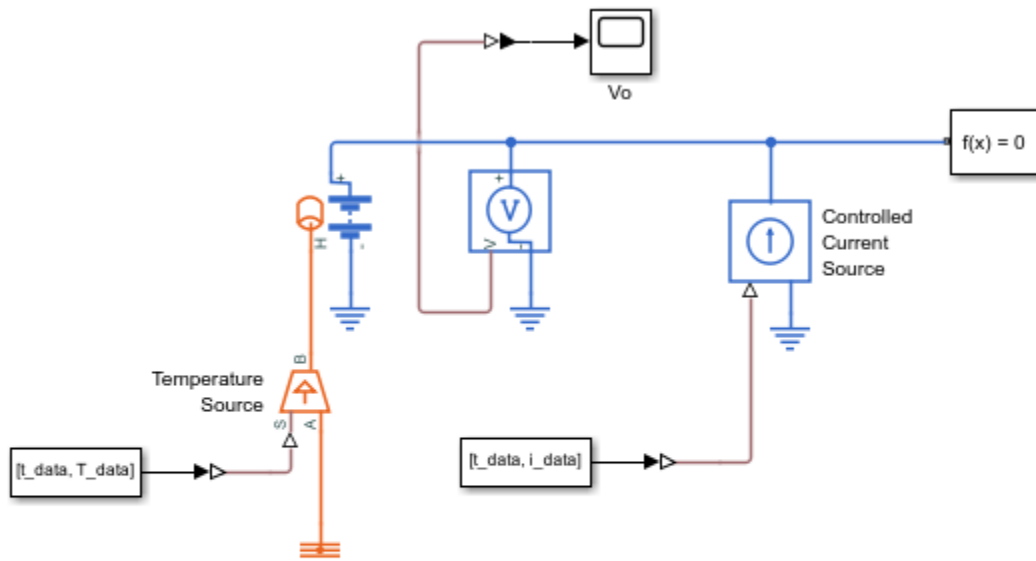 Vo
f(x) = 0
+
+
V
H
-
V
-
Controlled
Current
Source
B
Temperature
Source
S
A
[t_data, T_data]
[t_data, i_data]